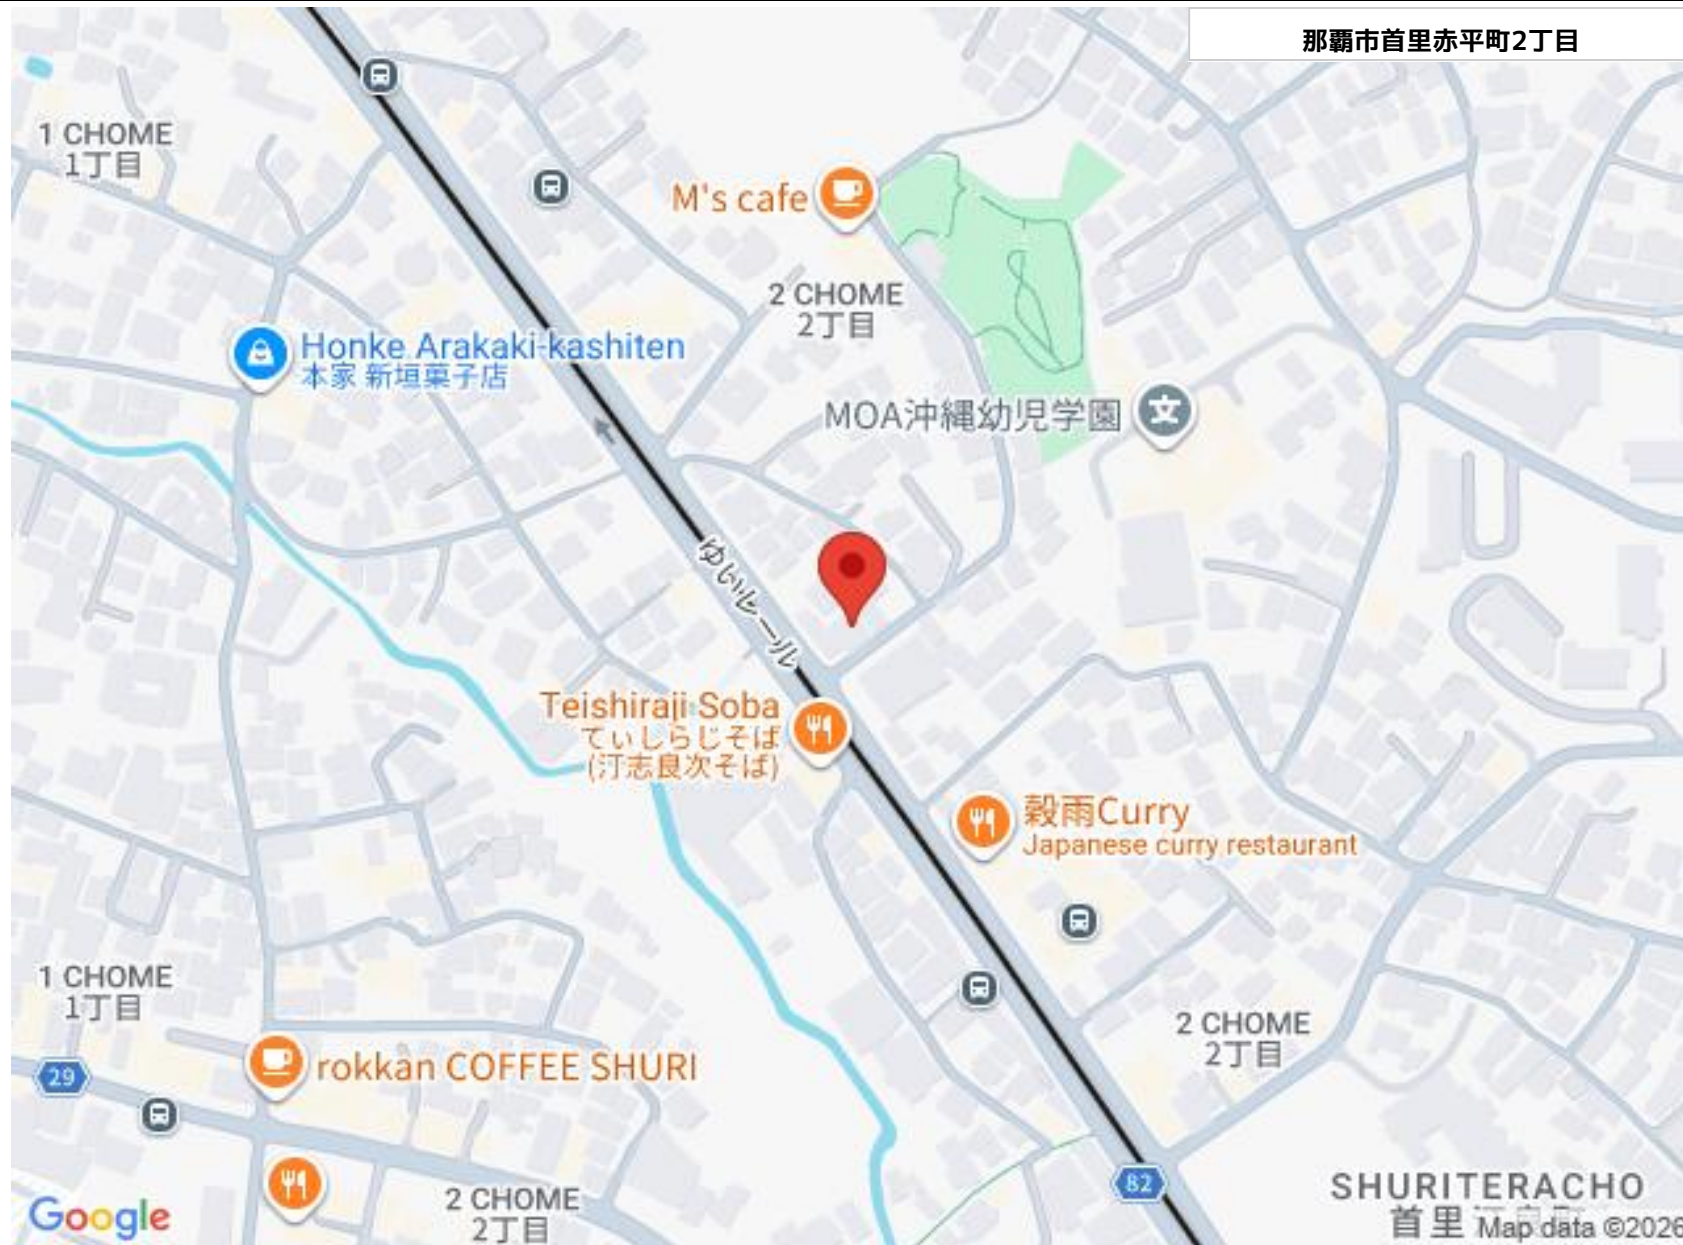 那覇市首里赤平町2丁目
1 CHOME
1丁目
M's cafe
2 CHOME
2丁目
Honke Arakaki-kashiten
本家 新垣菓子店
MOA沖縄幼児学園
ゆいレール
Teishiraji Soba
てぃしらじそば
(汀志良次そば)
穀雨Curry
Japanese curry restaurant
1 CHOME
1丁目
2 CHOME
2丁目
rokkan COFFEE SHURI
29
82
2 CHOME
2丁目
SHURITERACHO
首里
Google
Map data ©2026